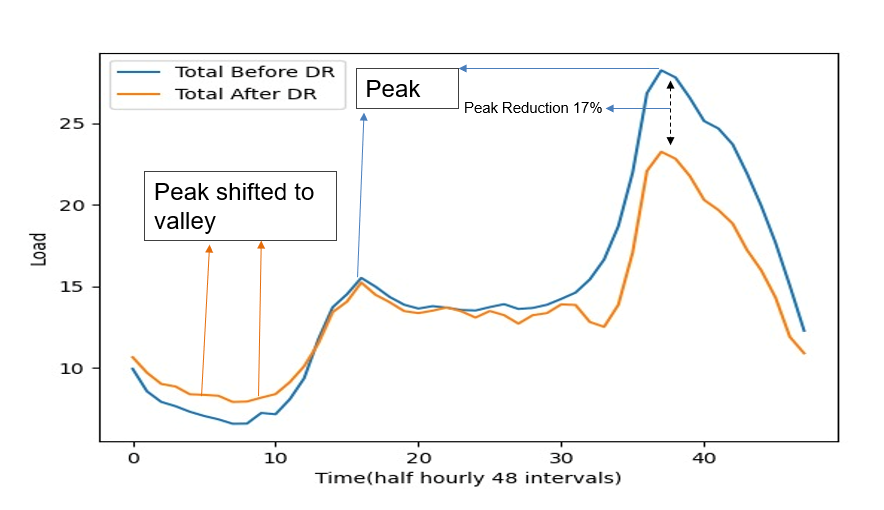 Total Before DR
Total After DR
Peak
Peak Reduction 17%
Peak shifted to
valley
Load
25
20
15
10
0
10
20
30
40
Time(half hourly 48 intervals)